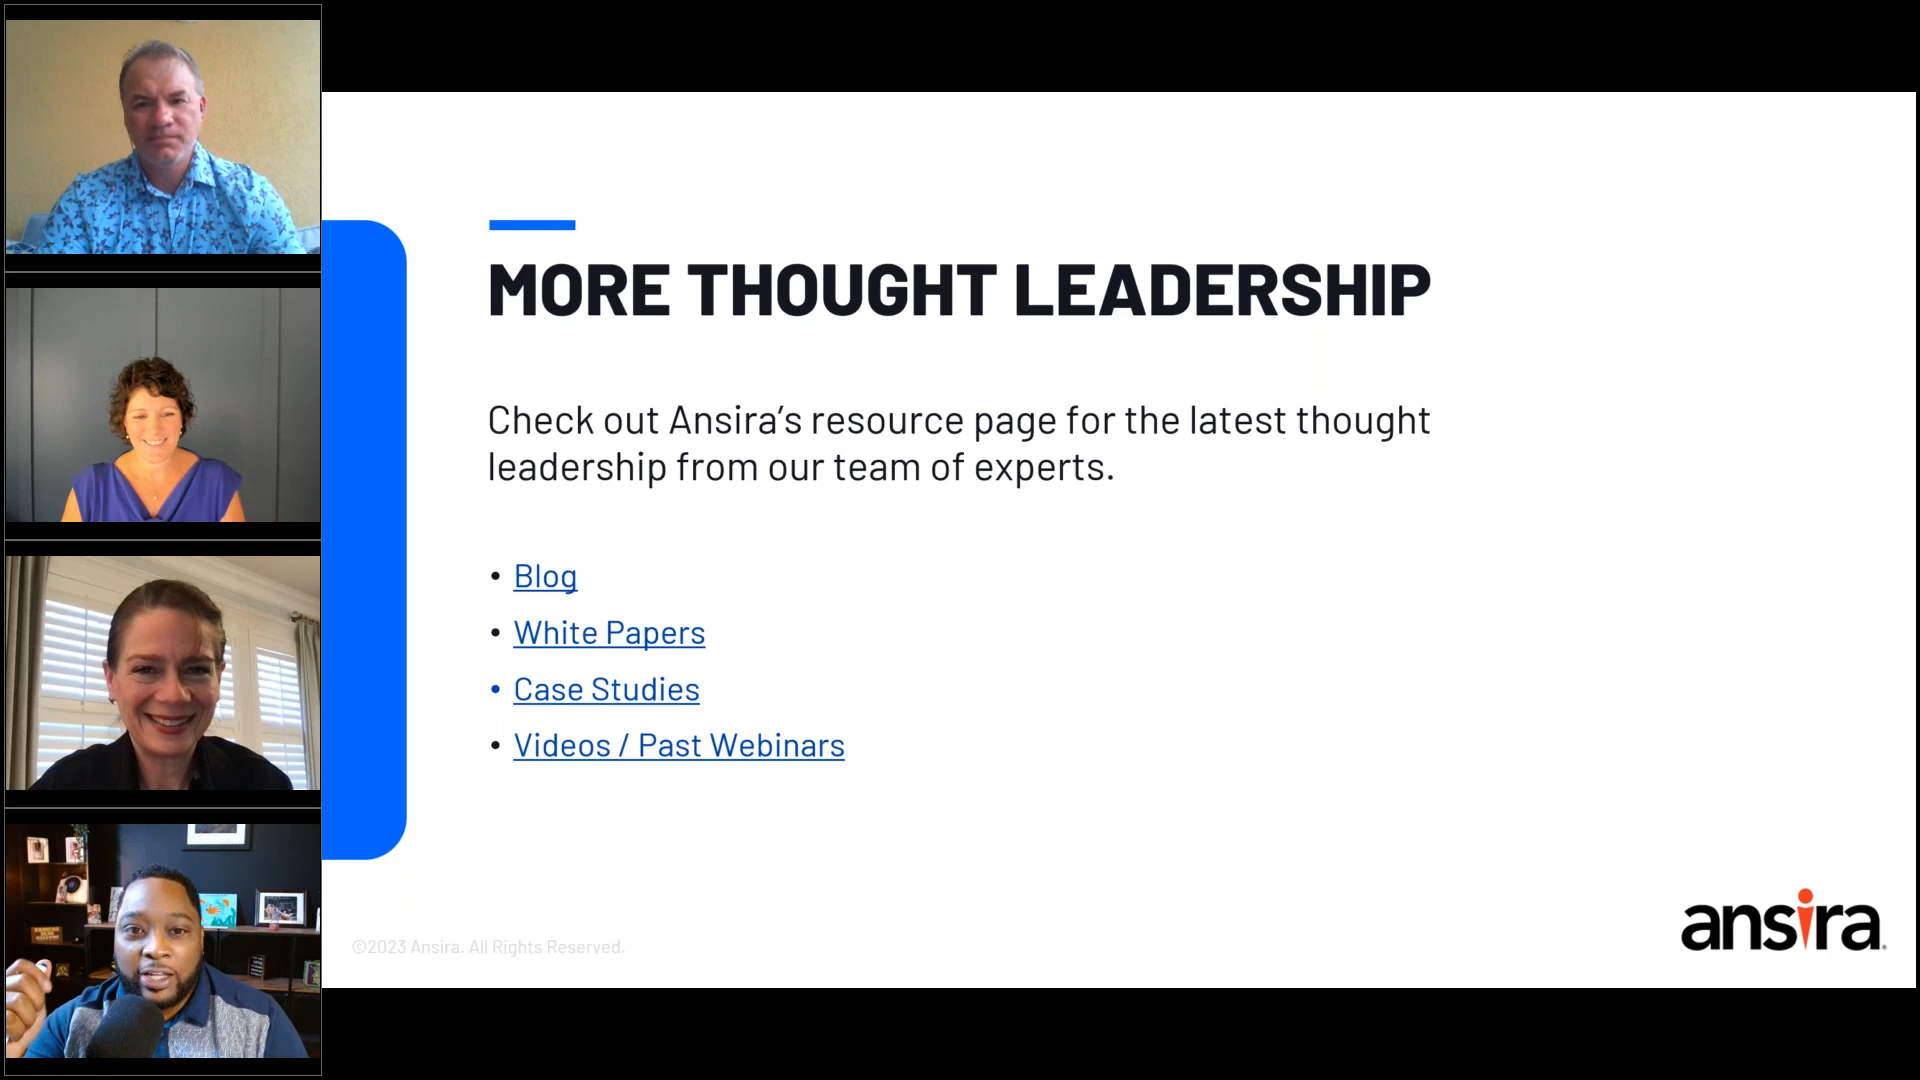 MORE THOUGHT LEADERSHIP
Check out Ansira’s resource page for the latest thought
leadership from our team of experts.
• Blog
• White Papers
• Case Studies
• Videos / Past Webinars
©2023 Ansira. All Rights Reserved.
ansira